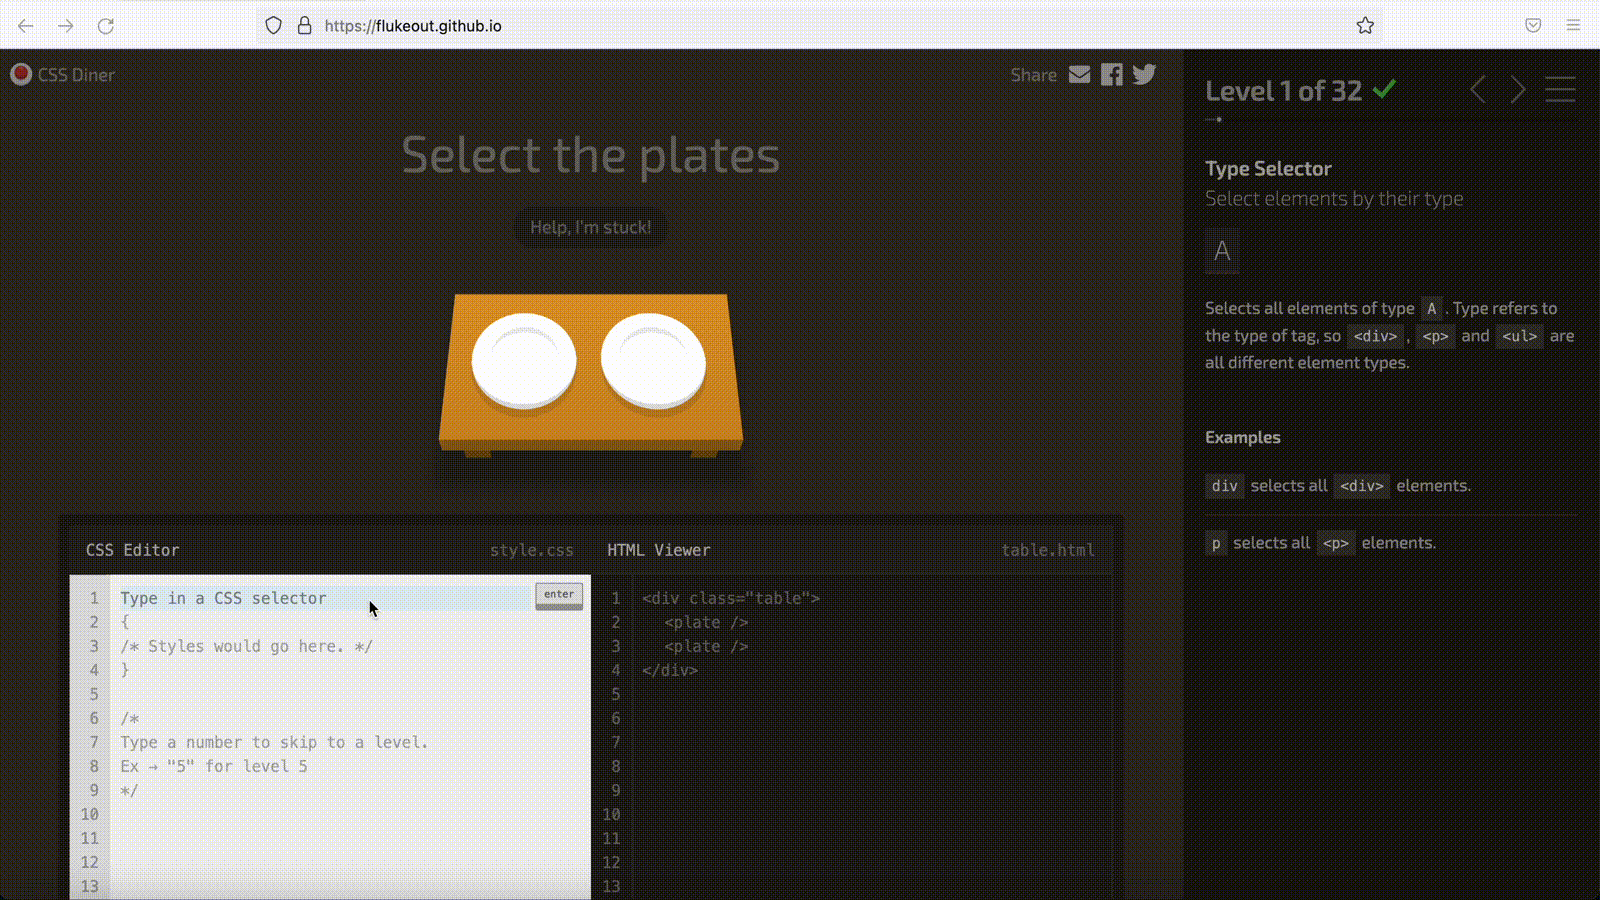 https://flukeout.github.io
CSS Diner
Share
Select the plates
Help, I'm stuck!
CSS Editor
style.css
1 Type in a CSS selector
enter
2 {
3 /* Styles would go here. */
4 }
5
6 /*
7 Type a number to skip to a level.
8 Ex → "5" for level 5
9 */
10
11
12
13
HTML Viewer
table.html
1 <div class="table">
2 <plate />
3 <plate />
4 </div>
5
6
7
8
9
10
11
12
13
Level 1 of 32
Type Selector
Select elements by their type
A
Selects all elements of type A . Type refers to
the type of tag, so <div> , <p> and <ul> are
all different element types.
Examples
div selects all <div> elements.
p selects all <p> elements.